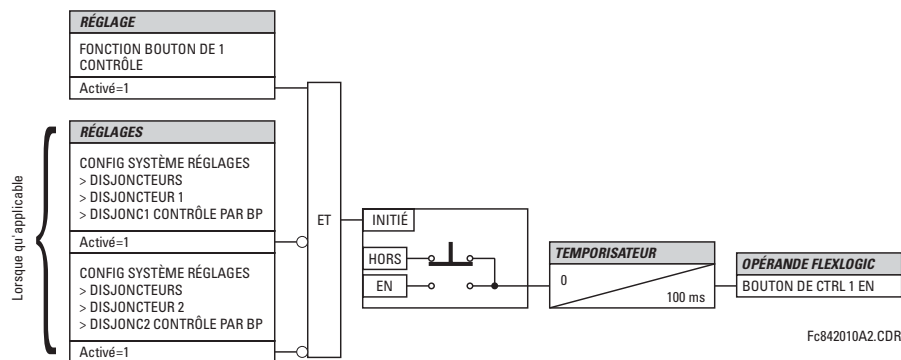 RÉGLAGE
FONCTION BOUTON DE 1
CONTRÔLE
Activé=1
Lorsque qu'applicable
RÉGLAGES
CONFIG SYSTÈME RÉGLAGES
> DISJONCTEURS
> DISJONCTEUR 1
> DISJONC1 CONTRÔLE PAR BP
Activé=1
CONFIG SYSTÈME RÉGLAGES
> DISJONCTEURS
> DISJONCTEUR 2
> DISJONC2 CONTRÔLE PAR BP
Activé=1
ET
INITIÉ
HORS
EN
TEMPORISATEUR
0
100 ms
OPÉRANDE FLEXLOGIC
BOUTON DE CTRL 1 EN
Fc842010A2.CDR